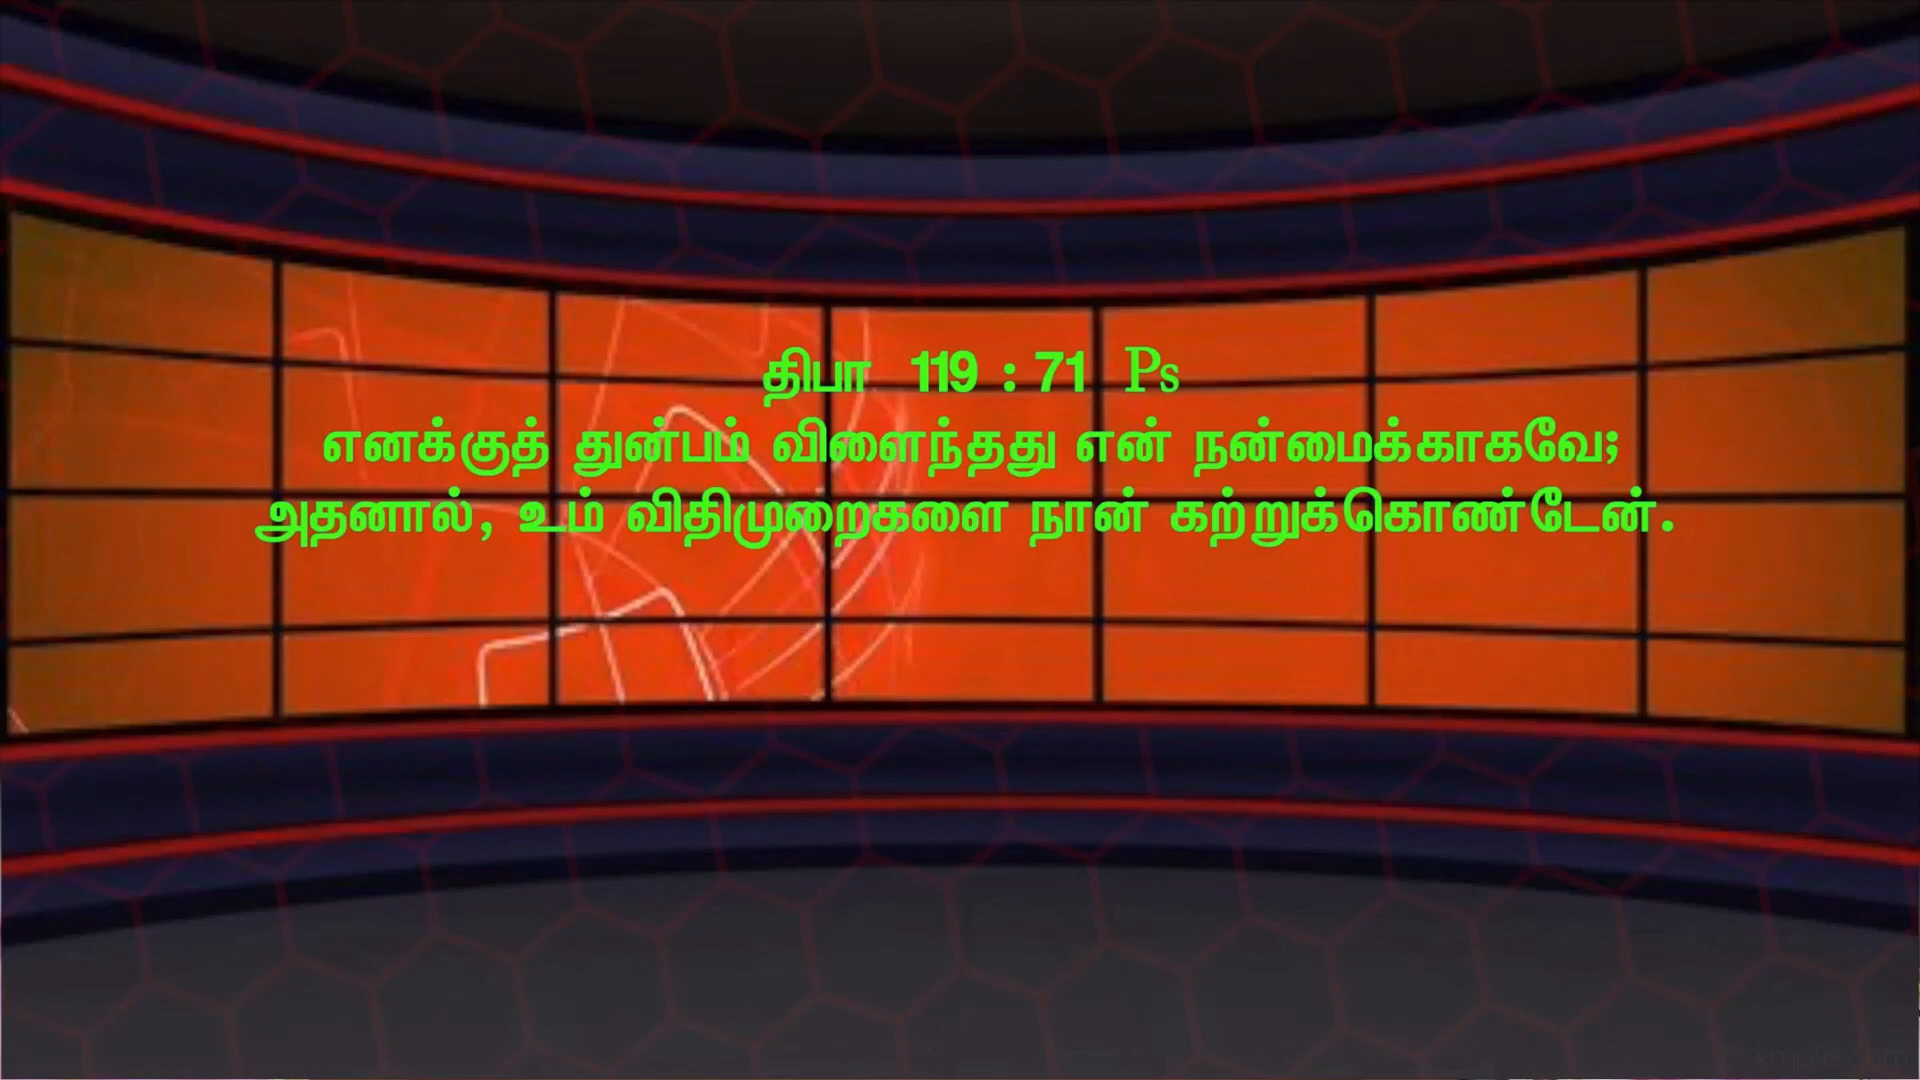 திபா 119 : 71 Ps
எனக்குத் துன்பம் விளைந்தது என் நன்மைக்காகவே;
அதனால், உம் விதிமுறைகளை நான் கற்றுக்கொண்டேன்.